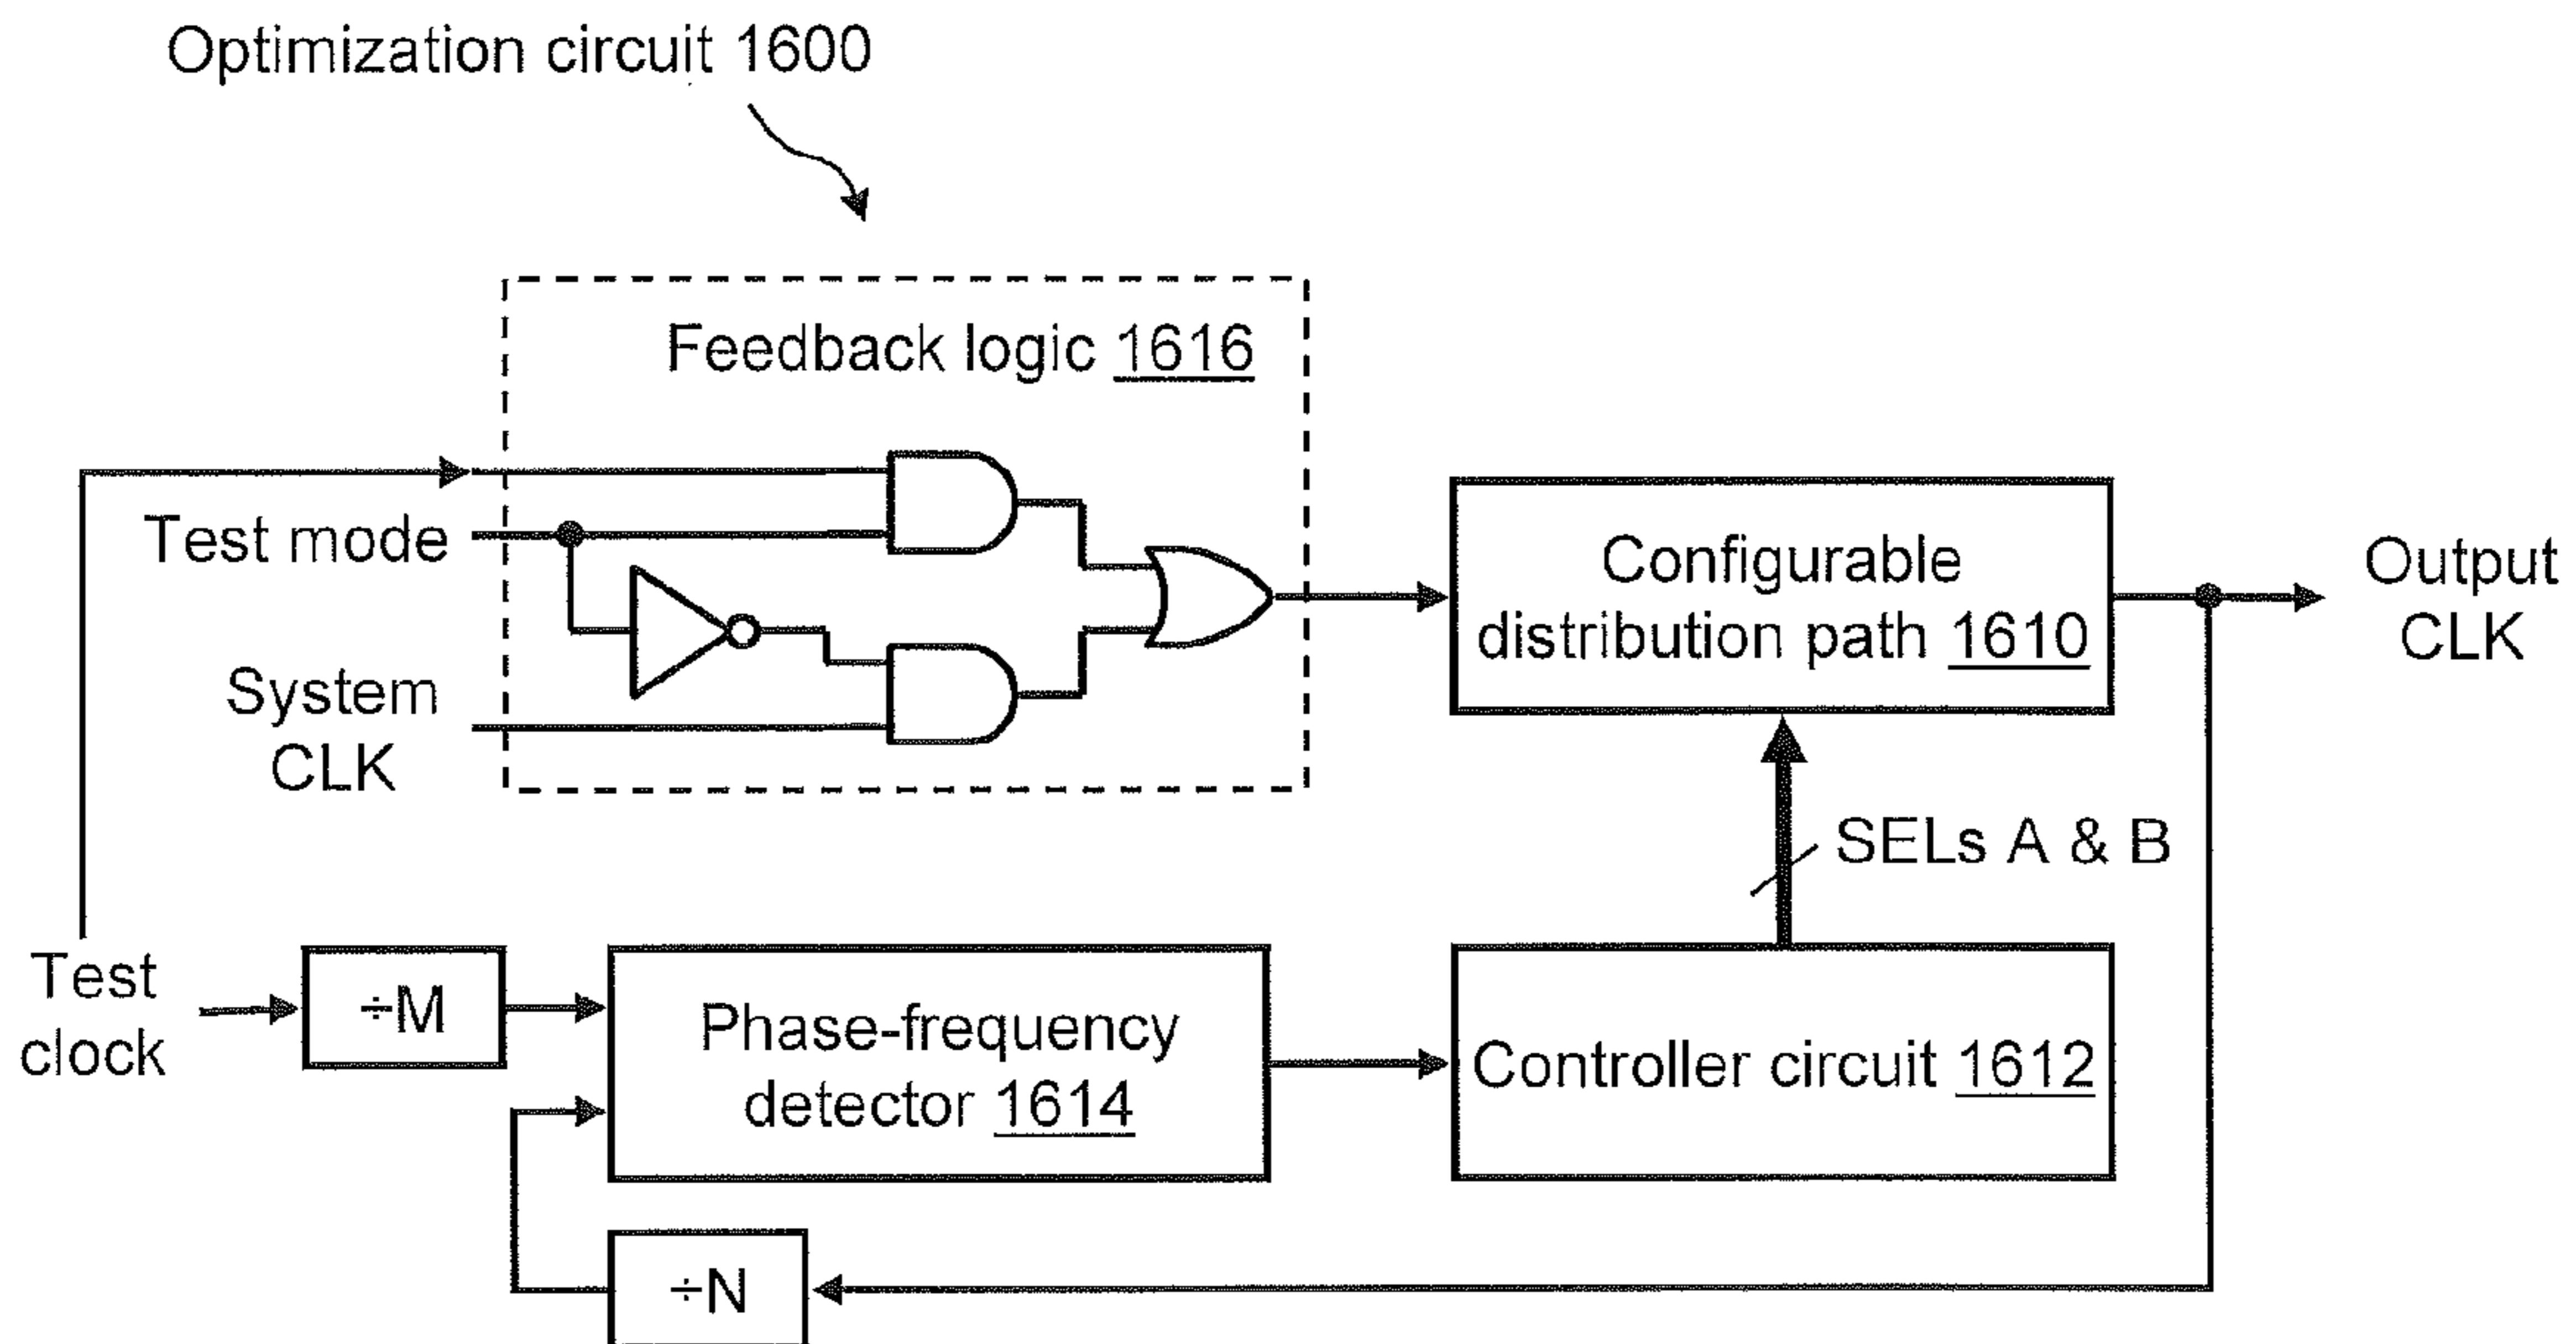 Optimization circuit 1600
Feedback logic 1616
Test mode
System
CLK
Configurable
distribution path 1610
Output
CLK
SELs A & B
Test
clock
÷M
Phase-frequency
detector 1614
Controller circuit 1612
÷N